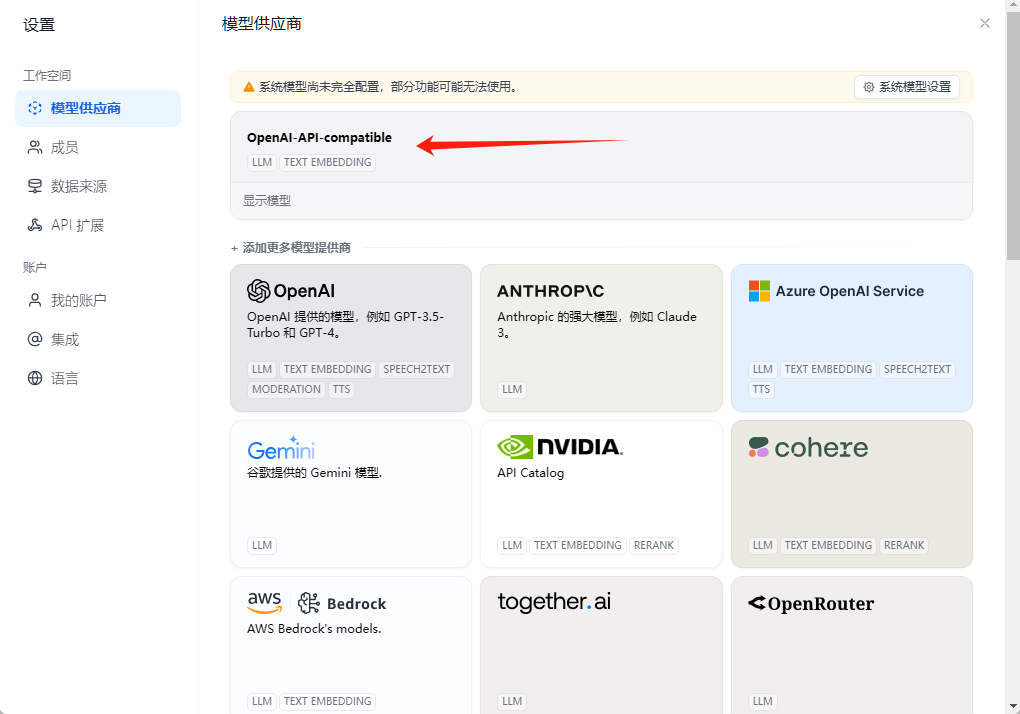 设置
工作空间
模型供应商
成员
数据来源
API 扩展
账户
我的账户
集成
语言
模型供应商
系统模型尚未完全配置，部分功能可能无法使用。
系统模型设置
OpenAI-API-compatible
LLM TEXT EMBEDDING
显示模型
+ 添加更多模型提供商
OpenAI
OpenAI 提供的模型，例如 GPT-3.5-
Turbo 和 GPT-4。
LLM TEXT EMBEDDING SPEECH2TEXT
MODERATION TTS
ANTHROP\C
Anthropic 的强大模型，例如 Claude
3。
LLM
Azure OpenAI Service
LLM TEXT EMBEDDING SPEECH2TEXT
TTS
Gemini
谷歌提供的 Gemini 模型.
LLM
NVIDIA.
API Catalog
LLM TEXT EMBEDDING RERANK
cohere
LLM TEXT EMBEDDING RERANK
aws Bedrock
AWS Bedrock's models.
LLM TEXT EMBEDDING
together.ai
LLM
OpenRouter
LLM